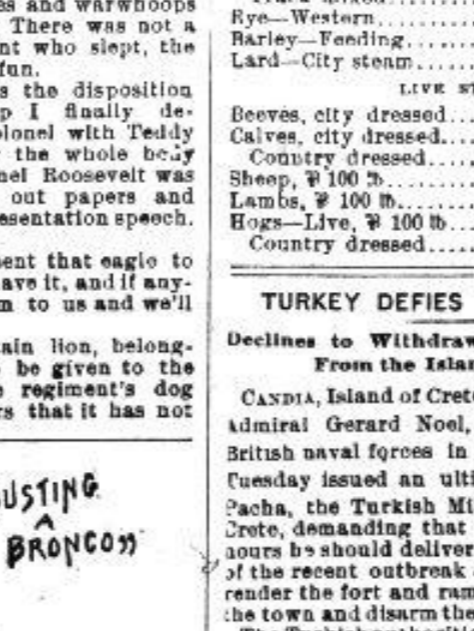 es and warwhoops
There was not a
nt who slept, the
fun.
s the disposition
p I finally de-
olonel with Teddy
the whole body
nel Roosevelt was
out papers and
esentation speech.
ent that eagle to
ave it, and if any-
m to us and we'll
ain lion, belong-
be given to the
regiment's dog
rs that it has not
USTING
A
BRONCO"
Rye—Western.
Barley—Feeding.....
Lard—City steam.....
LIVE ST
Beeves, city dressed...
Calves, city dressed....
Country dressed.....
Sheep, ⅌ 100 ℔........
Lambs, ⅌ 100 ℔.......
Hogs—Live, ⅌ 100 ℔
Country dressed.....
TURKEY DEFIES
Declines to Withdraw
From the Islan
CANDIA, Island of Crete
Admiral Gerard Noel,
British naval forces in
Tuesday issued an ulti
Pacha, the Turkish Mi
Crete, demanding that
hours he should deliver
of the recent outbreak
render the fort and ram
the town and disarm the